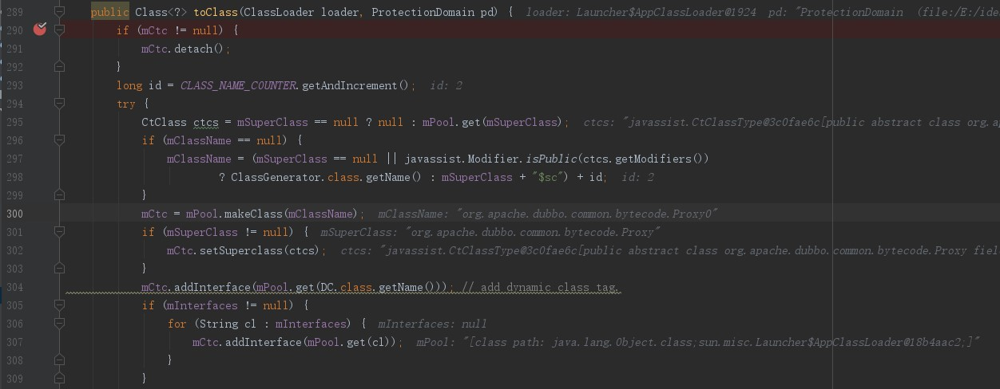 289 public Class<?> toClass(ClassLoader loader, ProtectionDomain pd) { loader: Launcher$AppClassLoader@1924 pd: "ProtectionDomain (file:/E:/ide
290 if (mCtc != null) {
291 mCtc.detach();
292 }
293 long id = CLASS_NAME_COUNTER.getAndIncrement(); id: 2
294 try {
295 CtClass ctcs = mSuperClass == null ? null : mPool.get(mSuperClass); ctcs: "javassist.CtClassType@3c0fae6c[public abstract class org.a
296 if (mClassName == null) {
297 mClassName = (mSuperClass == null || javassist.Modifier.isPublic(ctcs.getModifiers())
298 ? ClassGenerator.class.getName() : mSuperClass + "$sc") + id; id: 2
299 }
300 mCtc = mPool.makeClass(mClassName); mClassName: "org.apache.dubbo.common.bytecode.Proxy0"
301 if (mSuperClass != null) { mSuperClass: "org.apache.dubbo.common.bytecode.Proxy"
302 mCtc.setSuperclass(ctcs); ctcs: "javassist.CtClassType@3c0fae6c[public abstract class org.apache.dubbo.common.bytecode.Proxy fiel
303 }
304 mCtc.addInterface(mPool.get(DC.class.getName())); // add dynamic class tag.
305 if (mInterfaces != null) {
306 for (String cl : mInterfaces) { mInterfaces: null
307 mCtc.addInterface(mPool.get(cl)); mPool: "[class path: java.lang.Object.class;sun.misc.Launcher$AppClassLoader@18b4aac2;]"
308 }
309 }